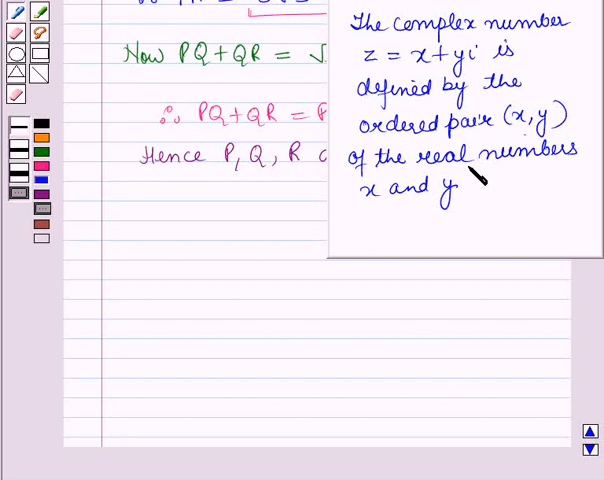 The complex number
z = x + yi is
defined by the
ordered pair (x, y)
of the real numbers
x and y
Now PQ + QR = √
∴ PQ + QR = P
Hence P, Q, R